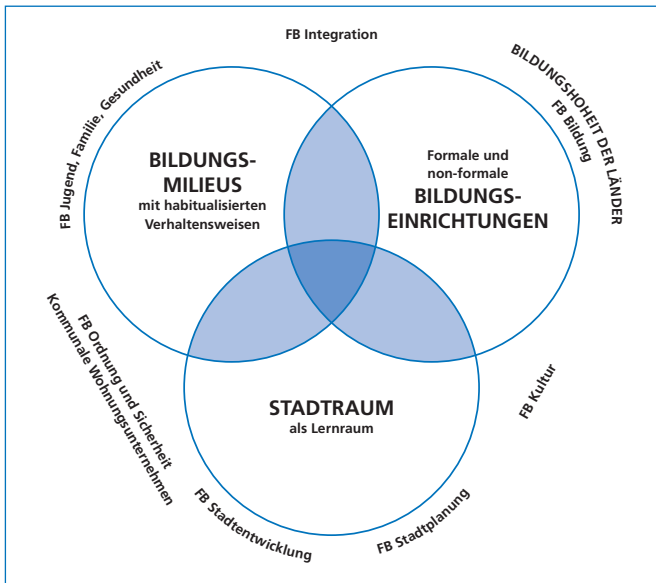 FB Integration
FB Jugend, Familie, Gesundheit
BILDUNGSHOHEIT DER LÄNDER
FB Bildung
BILDUNGS-
MILIEUS
mit habitualisierten
Verhaltensweisen
Formale und
non-formale
BILDUNGS-
EINRICHTUNGEN
FB Ordnung und Sicherheit
Kommunale Wohnungsunternehmen
STADTRAUM
als Lernraum
FB Kultur
FB Stadtentwicklung
FB Stadtplanung